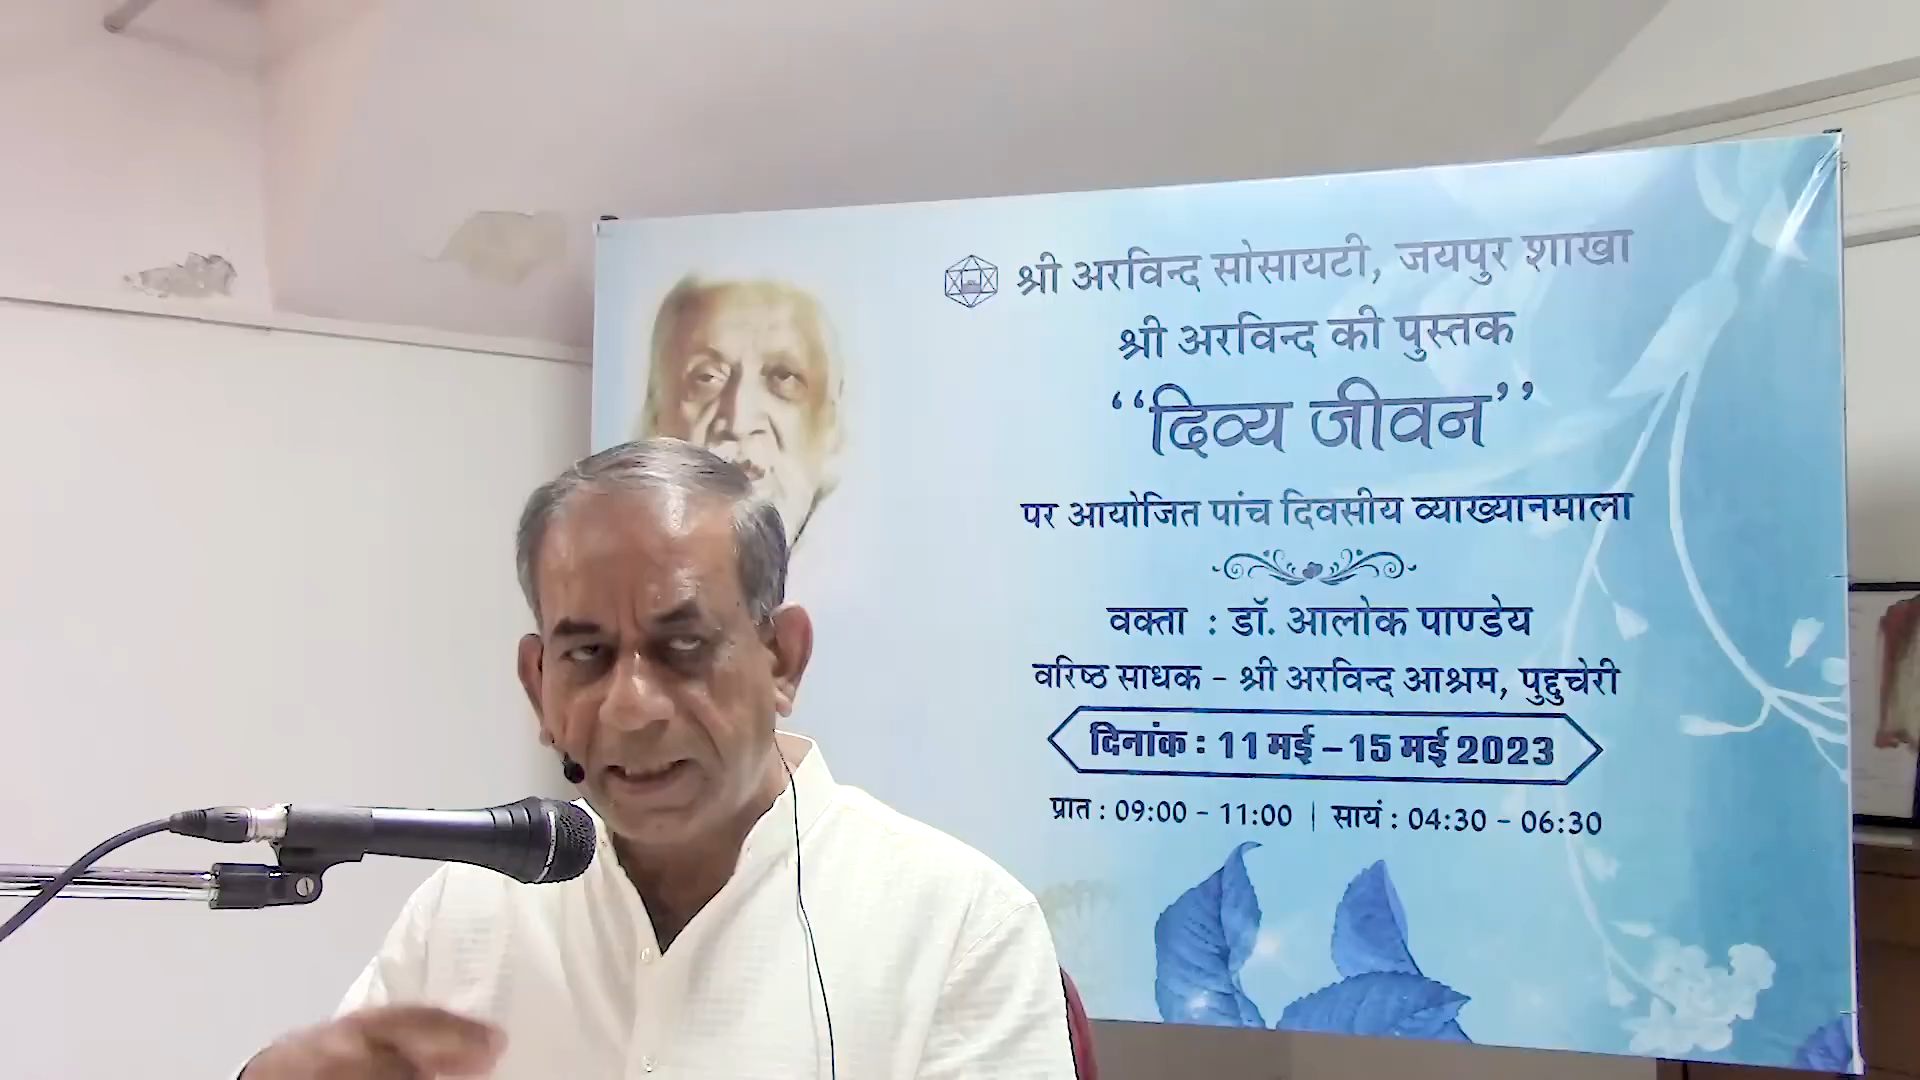 श्री अरविन्द सोसायटी, जयपुर शाखा
श्री अरविन्द की पुस्तक
‘‘दिव्य जीवन’’
पर आयोजित पांच दिवसीय व्याख्यानमाला
वक्ता : डॉ. आलोक पाण्डेय
वरिष्ठ साधक - श्री अरविन्द आश्रम, पुद्दुचेरी
दिनांक : 11 मई – 15 मई 2023
प्रात : 09:00 - 11:00 | सायं : 04:30 - 06:30